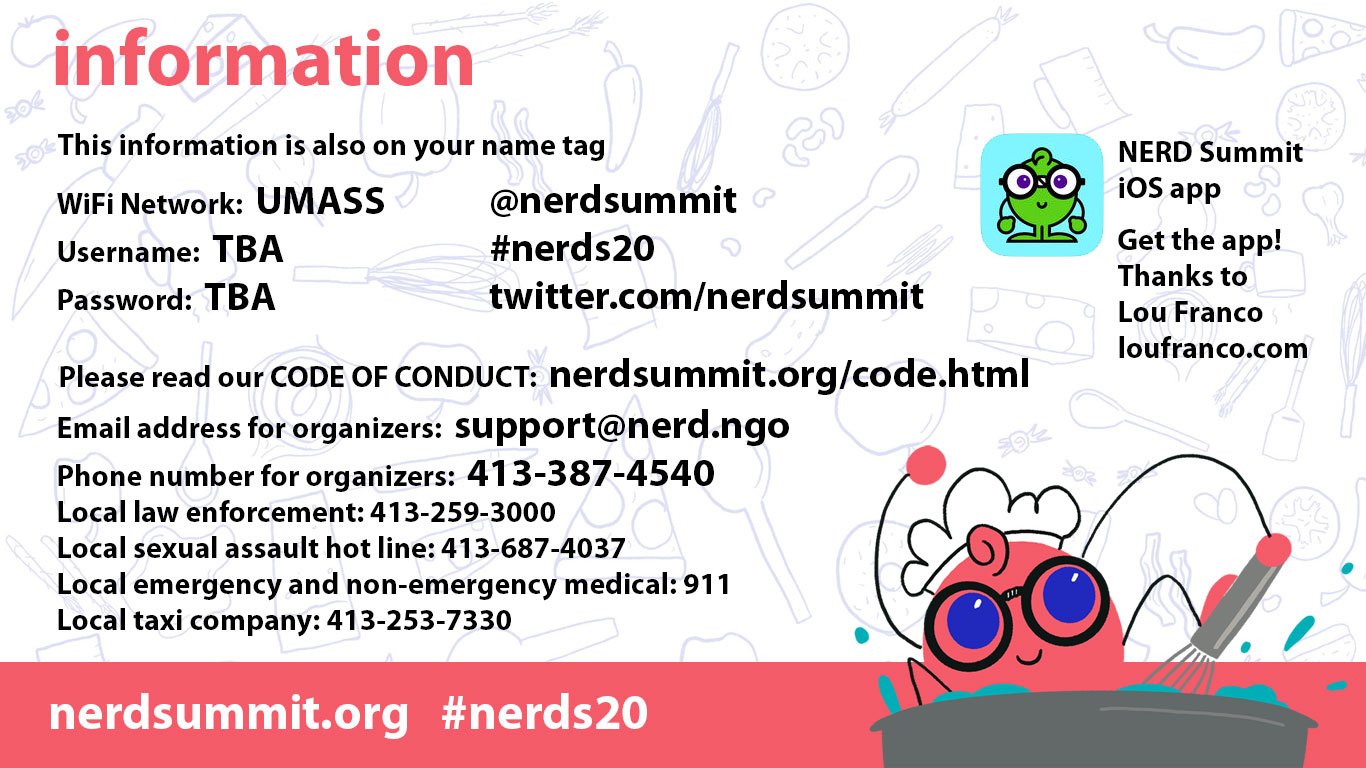 information
This information is also on your name tag
WiFi Network: UMASS
Username: TBA
Password: TBA
@nerdsummit
#nerds20
twitter.com/nerdsummit
NERD Summit
iOS app
Get the app!
Thanks to
Lou Franco
loufranco.com
Please read our CODE OF CONDUCT: nerdsummit.org/code.html
Email address for organizers: support@nerd.ngo
Phone number for organizers: 413-387-4540
Local law enforcement: 413-259-3000
Local sexual assault hot line: 413-687-4037
Local emergency and non-emergency medical: 911
Local taxi company: 413-253-7330
nerdsummit.org #nerds20